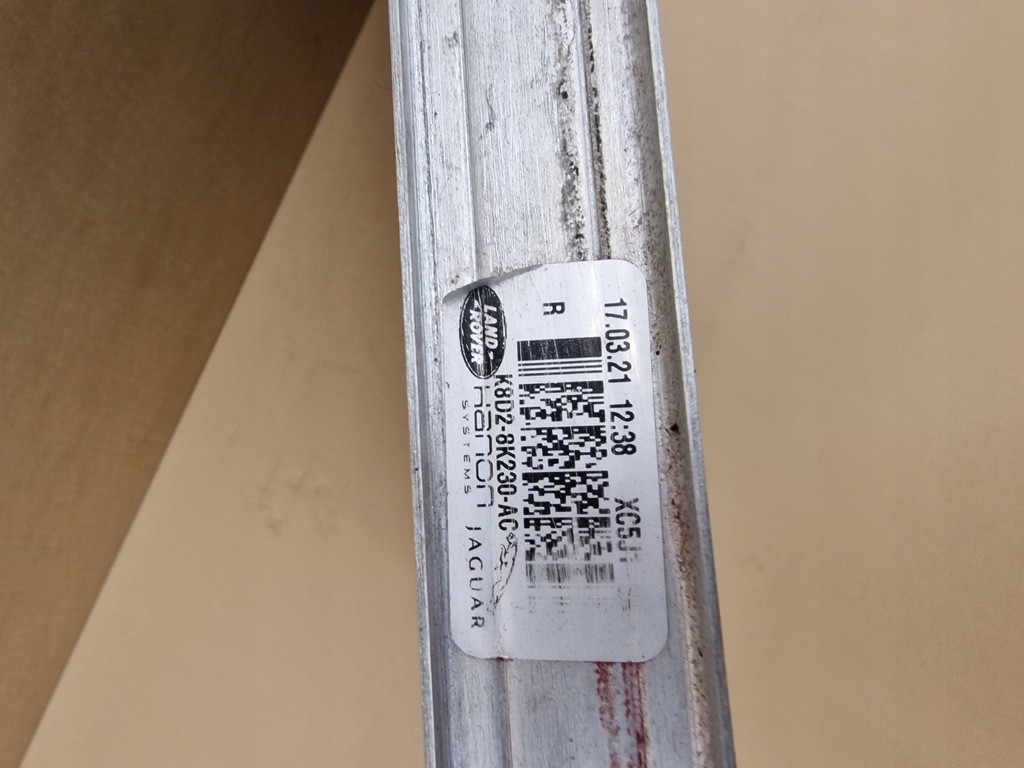 17.03.21 12:38 XC5J
R
K8D2-8K230-AC
LAND-
ROVER
hanon
SYSTEMS
JAGUAR